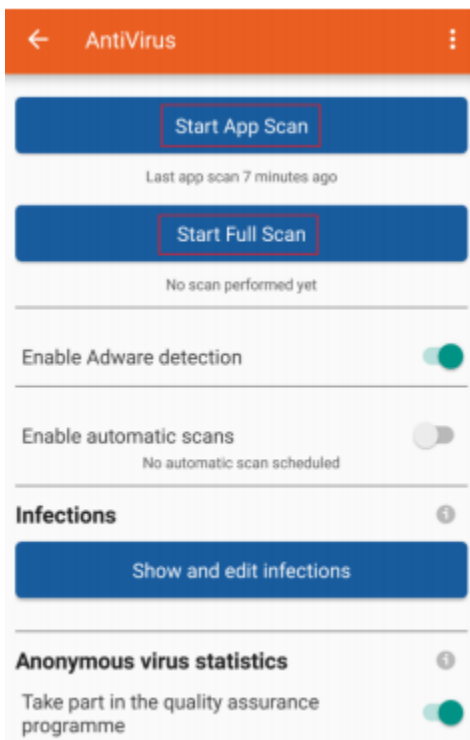 AntiVirus
Start App Scan
Last app scan 7 minutes ago
Start Full Scan
No scan performed yet
Enable Adware detection
Enable automatic scans
No automatic scan scheduled
Infections
Show and edit infections
Anonymous virus statistics
Take part in the quality assurance
programme